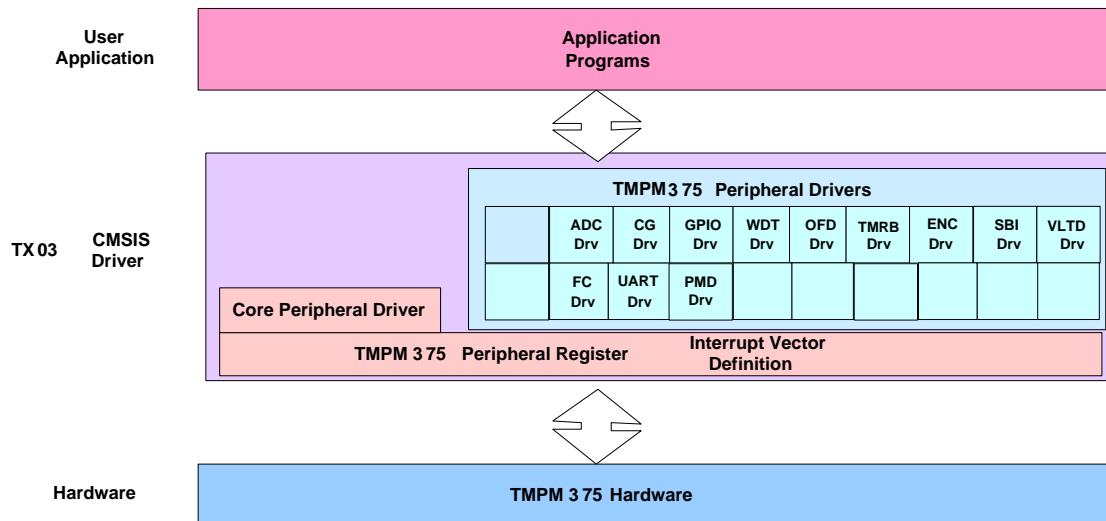 User
Application
Application
Programs
TX 03
CMSIS
Driver
TMPM 3 75 Peripheral Drivers
ADC
Drv
CG
Drv
GPIO
Drv
WDT
Drv
OFD
Drv
TMRB
Drv
ENC
Drv
SBI
Drv
VLTD
Drv
FC
Drv
UART
Drv
PMD
Drv
Core Peripheral Driver
TMPM 3 75 Peripheral Register
Interrupt Vector
Definition
Hardware
TMPM 3 75 Hardware